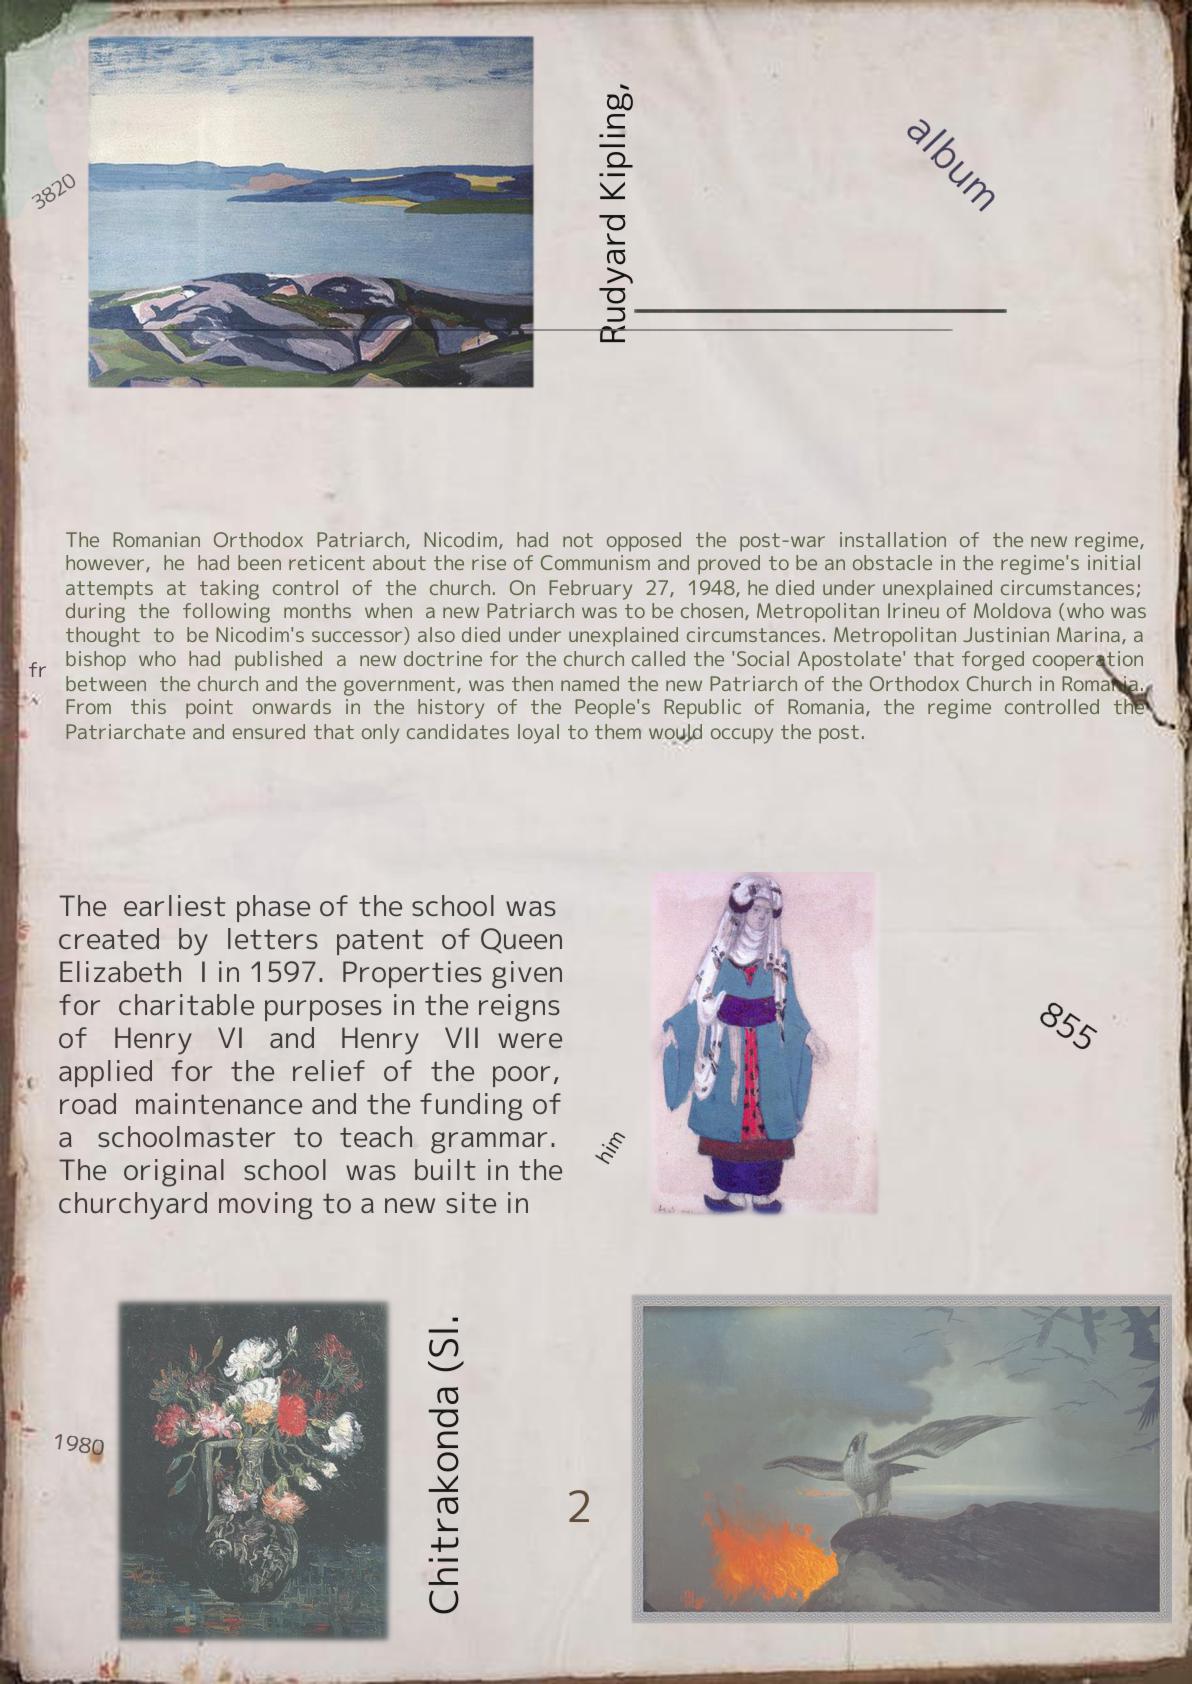 3820
Rudyard Kipling,
album
The Romanian Orthodox Patriarch, Nicodim, had not opposed the post-war installation of the new regime,
however, he had been reticent about the rise of Communism and proved to be an obstacle in the regime's initial
attempts at taking control of the church. On February 27, 1948, he died under unexplained circumstances;
during the following months when a new Patriarch was to be chosen, Metropolitan Irineu of Moldova (who was
thought to be Nicodim's successor) also died under unexplained circumstances. Metropolitan Justinian Marina, a
bishop who had published a new doctrine for the church called the 'Social Apostolate' that forged cooperation
between the church and the government, was then named the new Patriarch of the Orthodox Church in Romania.
From this point onwards in the history of the People's Republic of Romania, the regime controlled the
Patriarchate and ensured that only candidates loyal to them would occupy the post.
fr
The earliest phase of the school was
created by letters patent of Queen
Elizabeth I in 1597. Properties given
for charitable purposes in the reigns
of Henry VI and Henry VII were
applied for the relief of the poor,
road maintenance and the funding of
a schoolmaster to teach grammar.
The original school was built in the
churchyard moving to a new site in
him
855
1980
Chitrakonda (Sl.
2